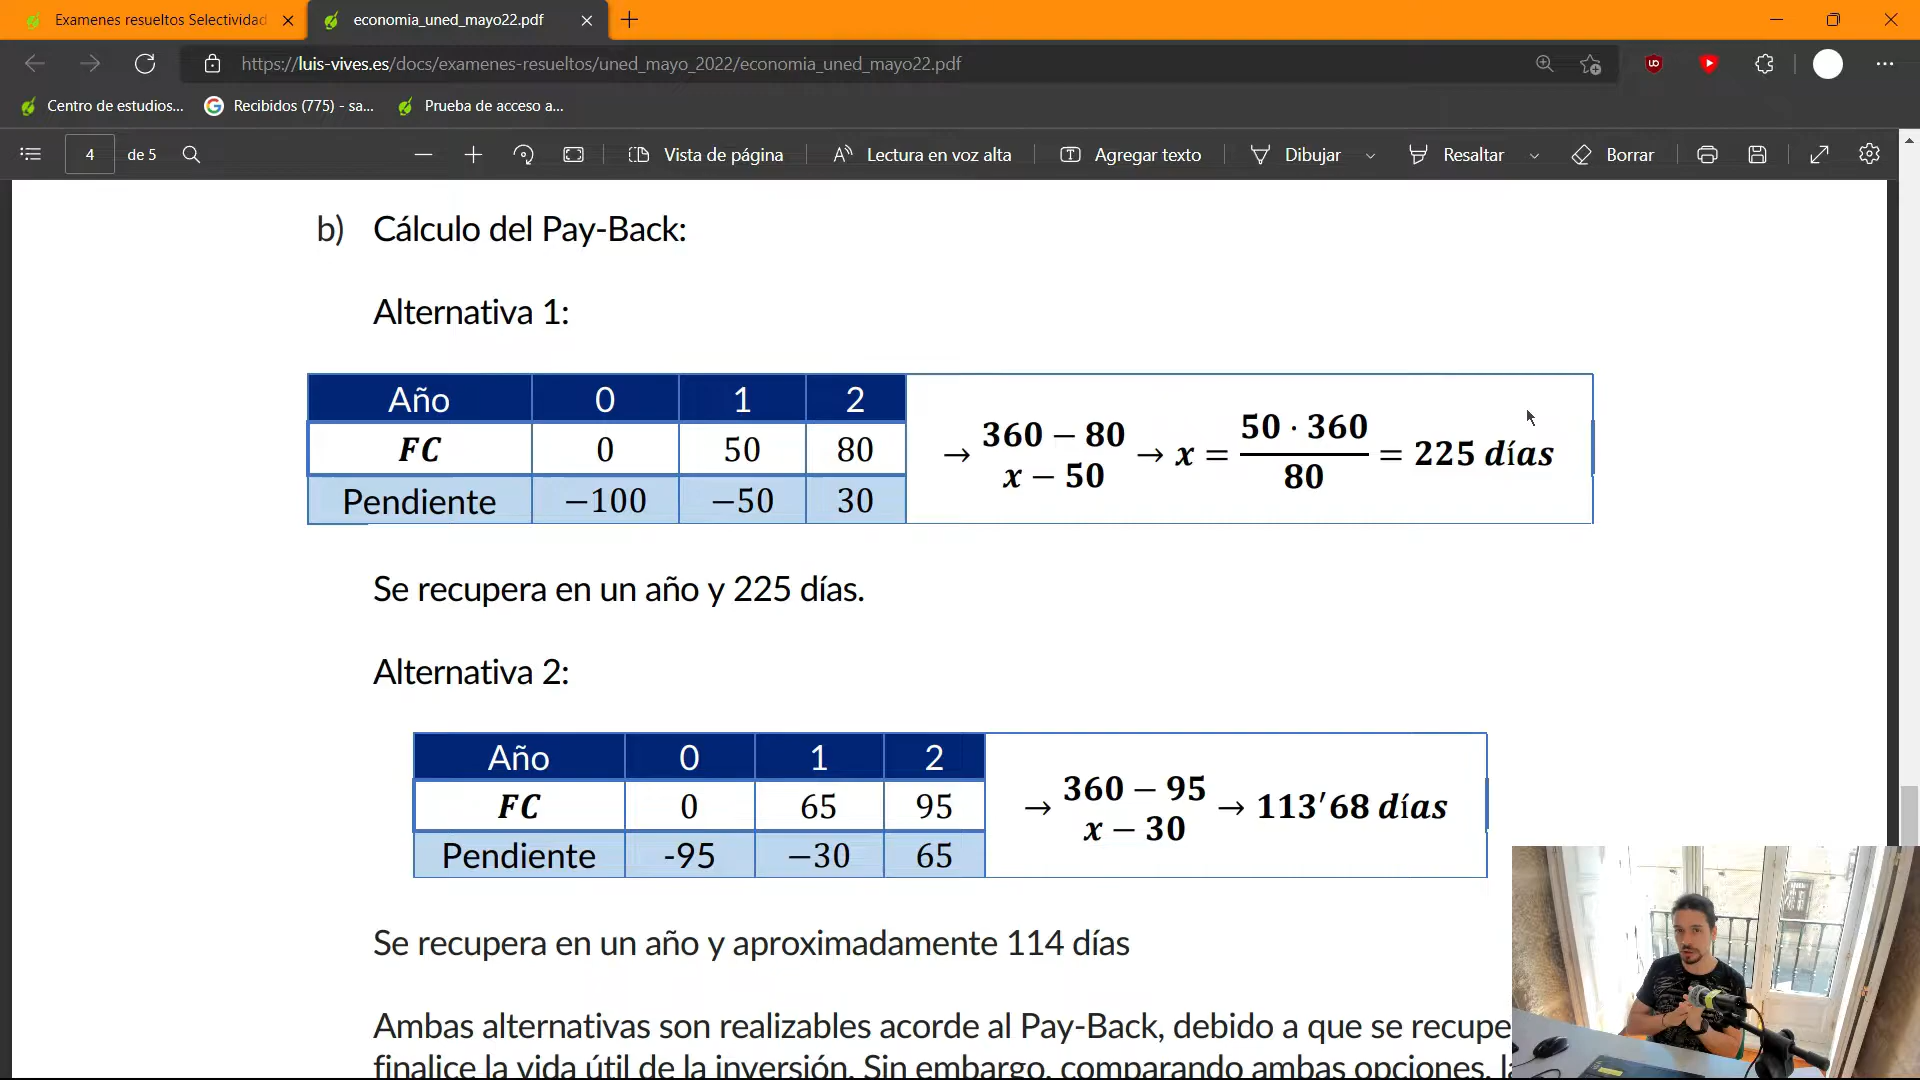 Examenes resueltos Selectividad
economia_uned_mayo22.pdf
https://luis-vives.es/docs/examenes-resueltos/uned_mayo_2022/economia_uned_mayo22.pdf
Centro de estudios... Recibidos (775) - sa... Prueba de acceso a...
4 de 5 Vista de página Lectura en voz alta Agregar texto Dibujar Resaltar Borrar
b) Cálculo del Pay-Back:
Alternativa 1:
Año 0 1 2
FC 0 50 80
Pendiente −100 −50 30
→ 360 − 80
x − 50
→ x = 50 · 360
80
= 225 días
Se recupera en un año y 225 días.
Alternativa 2:
Año 0 1 2
FC 0 65 95
Pendiente -95 −30 65
→ 360 − 95
x − 30
→ 113′68 días
Se recupera en un año y aproximadamente 114 días
Ambas alternativas son realizables acorde al Pay-Back, debido a que se recupe
finalice la vida útil de la inversión. Sin embargo, comparando ambas opciones, l